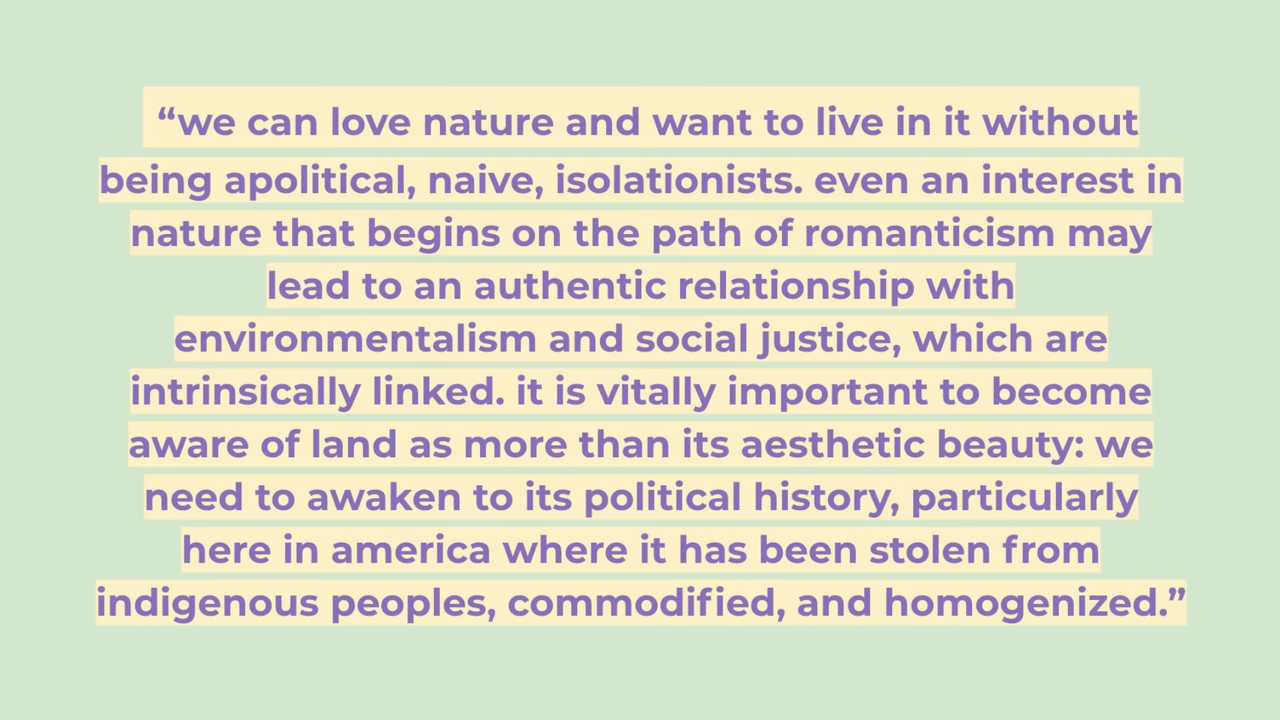 “we can love nature and want to live in it without
being apolitical, naive, isolationists. even an interest in
nature that begins on the path of romanticism may
lead to an authentic relationship with
environmentalism and social justice, which are
intrinsically linked. it is vitally important to become
aware of land as more than its aesthetic beauty: we
need to awaken to its political history, particularly
here in america where it has been stolen from
indigenous peoples, commodified, and homogenized.”